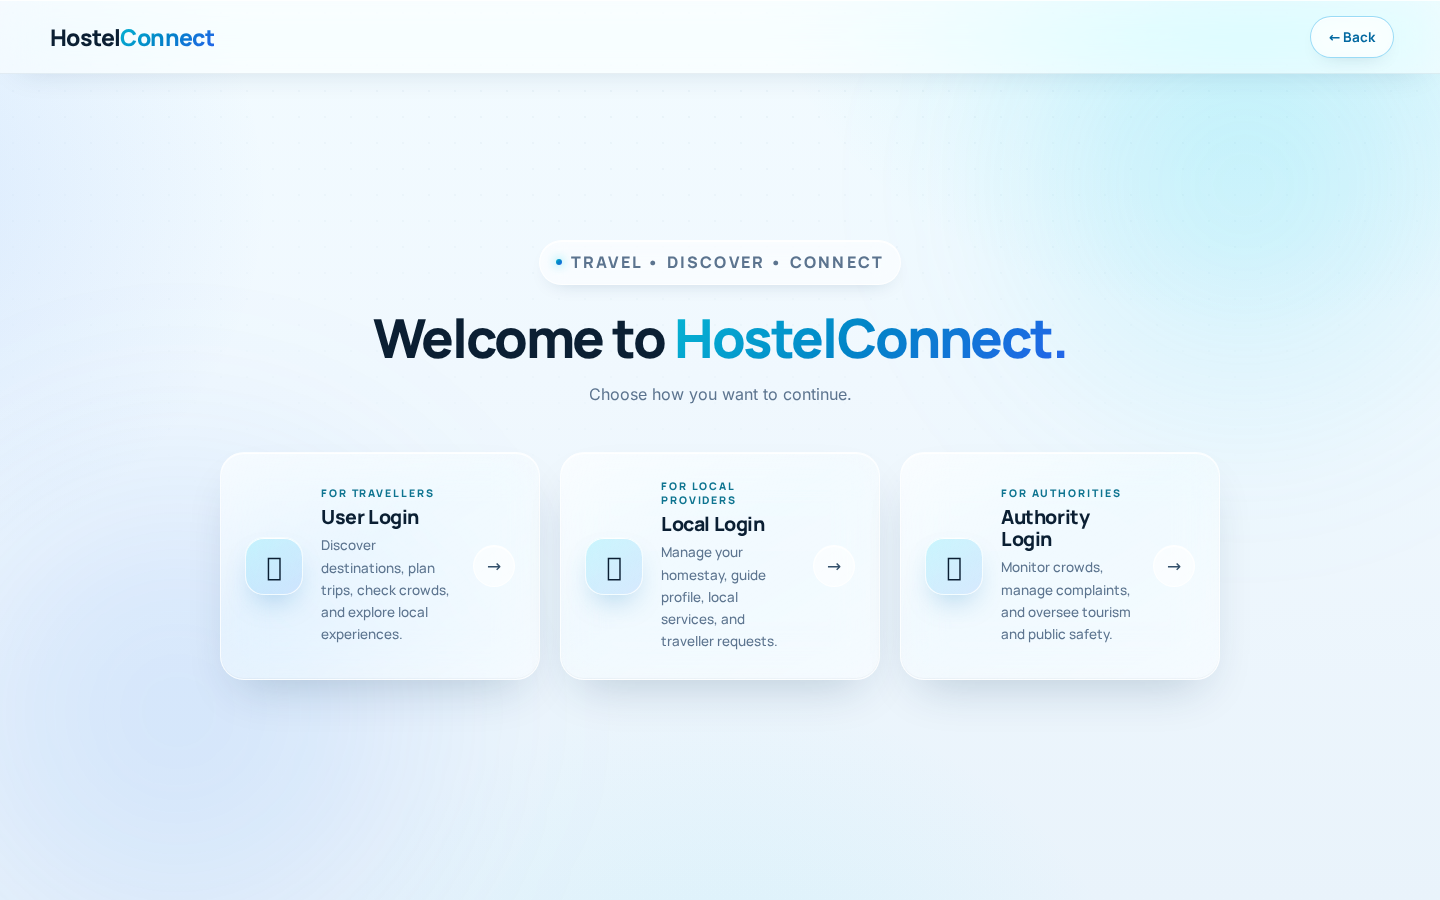 HostelConnect
← Back
TRAVEL • DISCOVER • CONNECT
Welcome to HostelConnect.
Choose how you want to continue.
FOR TRAVELLERS
User Login
Discover
destinations, plan
trips, check crowds,
and explore local
experiences.
→
FOR LOCAL
PROVIDERS
Local Login
Manage your
homestay, guide
profile, local
services, and
traveller requests.
→
FOR AUTHORITIES
Authority
Login
Monitor crowds,
manage complaints,
and oversee tourism
and public safety.
→